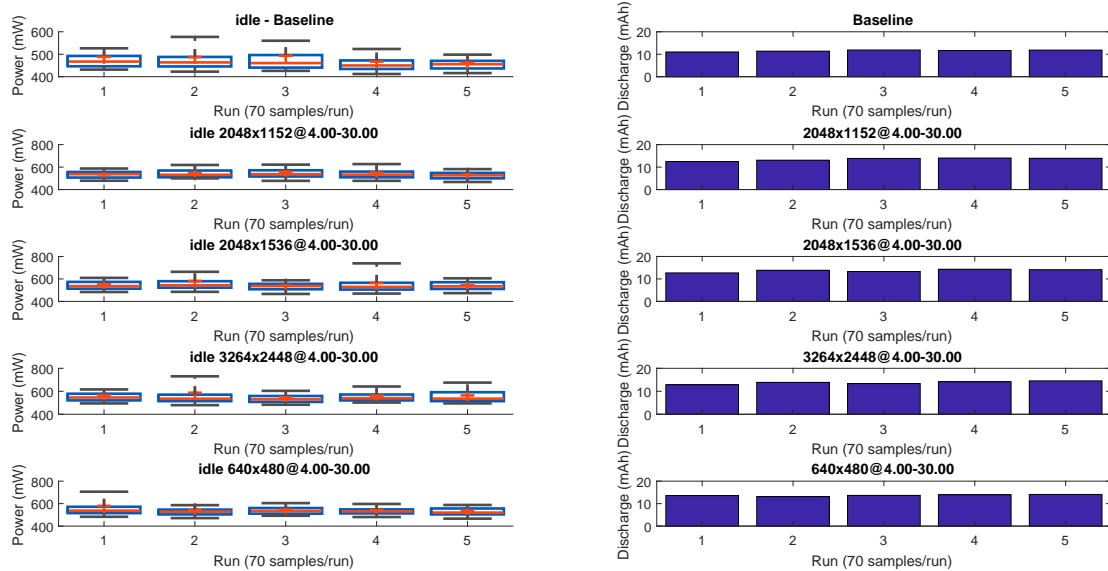 idle - Baseline
Power (mW)
600
500
400
1 2 3 4 5
Run (70 samples/run)
idle 2048x1152@4.00-30.00
Power (mW)
800
600
400
1 2 3 4 5
Run (70 samples/run)
idle 2048x1536@4.00-30.00
Power (mW)
800
600
400
1 2 3 4 5
Run (70 samples/run)
idle 3264x2448@4.00-30.00
Power (mW)
800
600
400
1 2 3 4 5
Run (70 samples/run)
idle 640x480@4.00-30.00
Power (mW)
800
600
400
1 2 3 4 5
Run (70 samples/run)
Baseline
Discharge (mAh)
20
10
0
1 2 3 4 5
Run (70 samples/run)
2048x1152@4.00-30.00
Discharge (mAh)
20
10
0
1 2 3 4 5
Run (70 samples/run)
2048x1536@4.00-30.00
Discharge (mAh)
20
10
0
1 2 3 4 5
Run (70 samples/run)
3264x2448@4.00-30.00
Discharge (mAh)
20
10
0
1 2 3 4 5
Run (70 samples/run)
640x480@4.00-30.00
Discharge (mAh)
20
10
0
1 2 3 4 5
Run (70 samples/run)